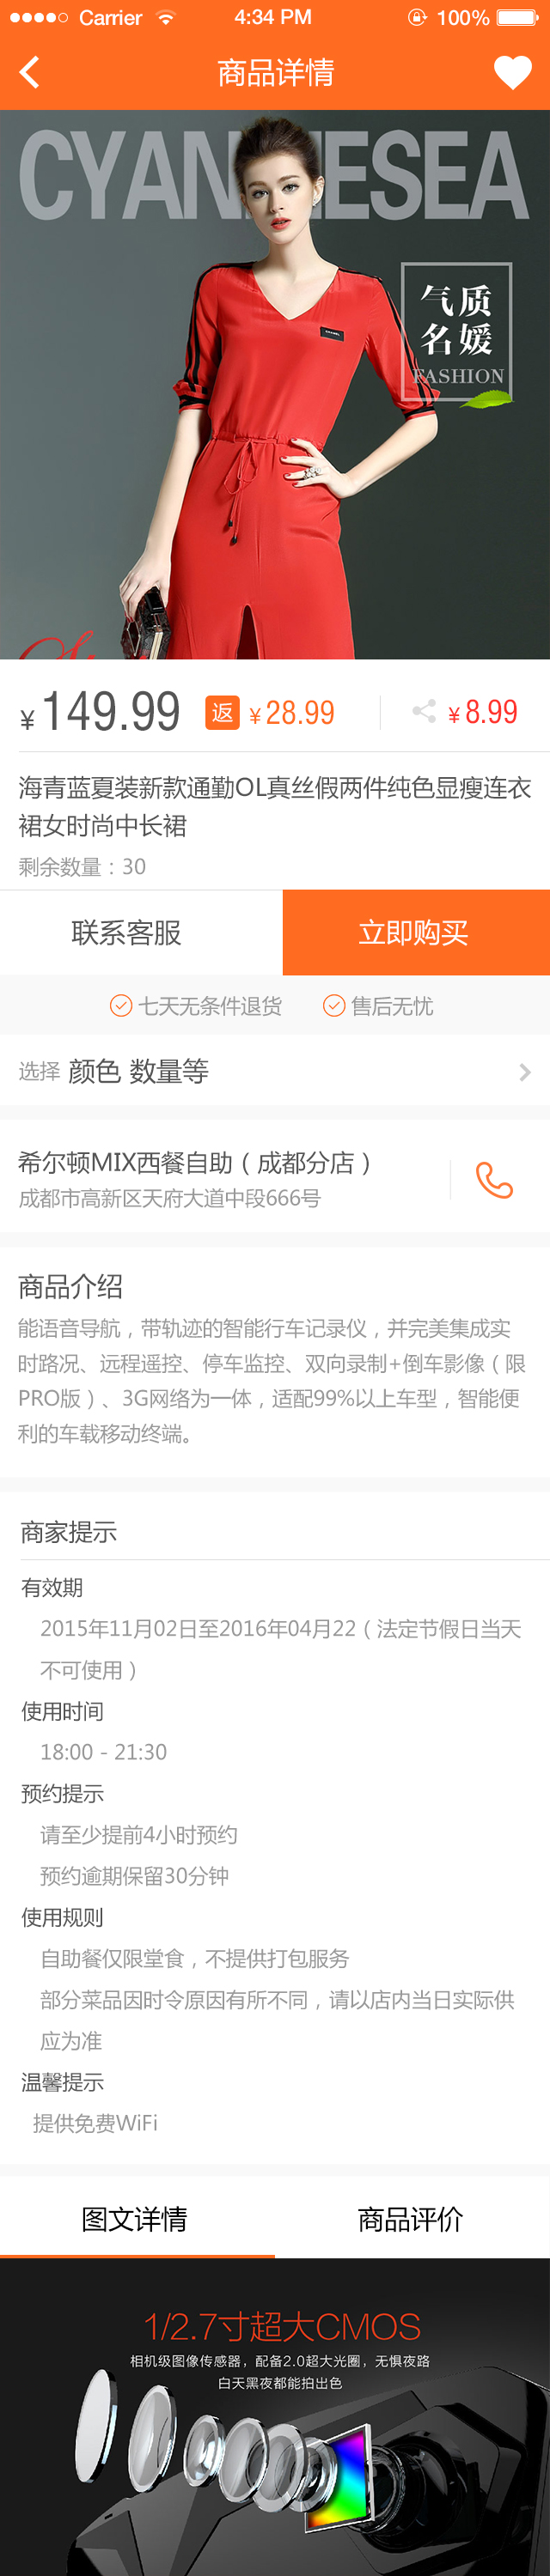 Carrier 4:34 PM 100%
商品详情
CYAN ESEA
气质
名媛
FASHION
¥149.99 返 ¥28.99 ¥8.99
海青蓝夏装新款通勤OL真丝假两件纯色显瘦连衣
裙女时尚中长裙
剩余数量：30
联系客服 立即购买
七天无条件退货 售后无忧
选择 颜色 数量等
希尔顿MIX西餐自助（成都分店）
成都市高新区天府大道中段666号
商品介绍
能语音导航，带轨迹的智能行车记录仪，并完美集成实
时路况、远程遥控、停车监控、双向录制+倒车影像（限
PRO版）、3G网络为一体，适配99%以上车型，智能便
利的车载移动终端。
商家提示
有效期
2015年11月02日至2016年04月22（法定节假日当天
不可使用）
使用时间
18:00 - 21:30
预约提示
请至少提前4小时预约
预约逾期保留30分钟
使用规则
自助餐仅限堂食，不提供打包服务
部分菜品因时令原因有所不同，请以店内当日实际供
应为准
温馨提示
提供免费WiFi
图文详情 商品评价
1/2.7寸超大CMOS
相机级图像传感器，配备2.0超大光圈，无惧夜路
白天黑夜都能拍出色